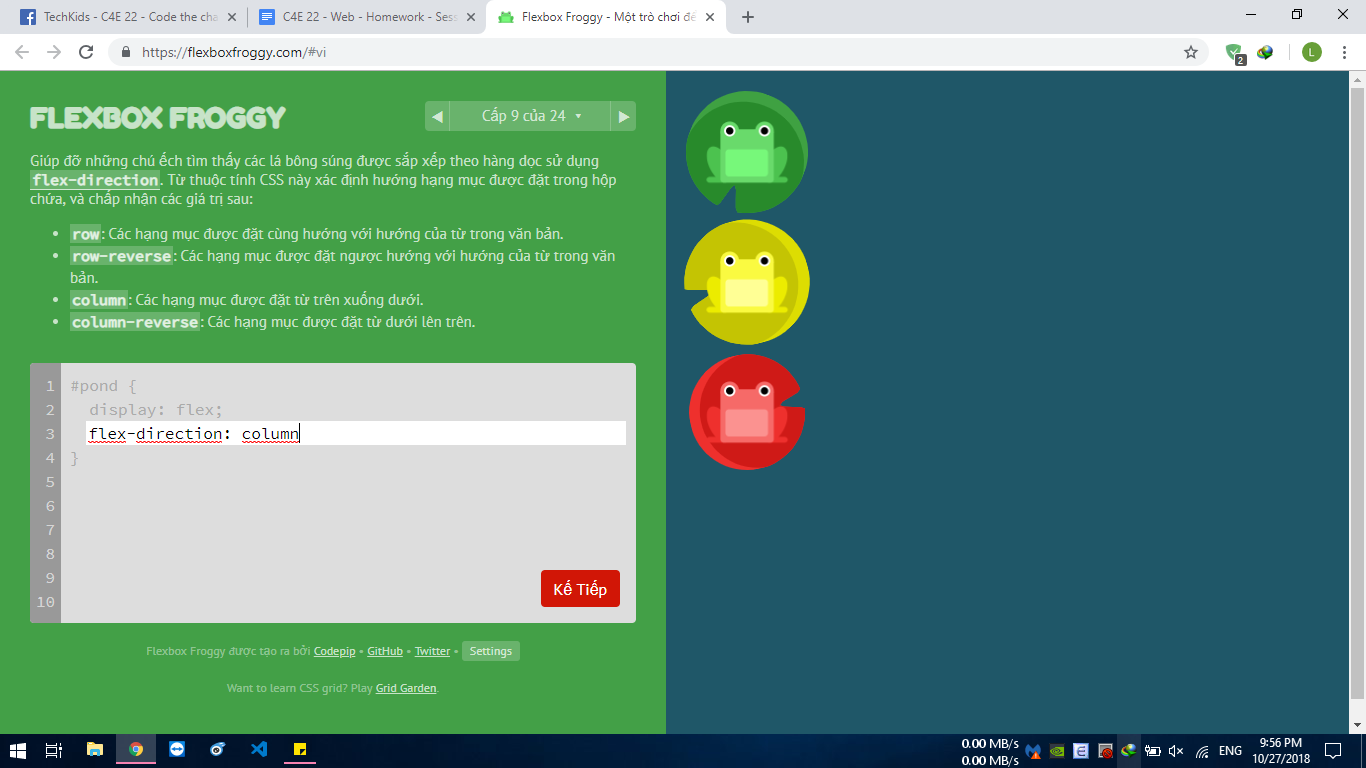 TechKids - C4E 22 - Code the cha
C4E 22 - Web - Homework - Sess
Flexbox Froggy - Một trò chơi để
https://flexboxfroggy.com/#vi
2
L
FLEXBOX FROGGY
◀ Cấp 9 của 24 ▾ ▶
Giúp đỡ những chú ếch tìm thấy các lá bông súng được sắp xếp theo hàng dọc sử dụng
flex-direction. Từ thuộc tính CSS này xác định hướng hạng mục được đặt trong hộp
chứa, và chấp nhận các giá trị sau:
• row: Các hạng mục được đặt cùng hướng với hướng của từ trong văn bản.
• row-reverse: Các hạng mục được đặt ngược hướng với hướng của từ trong văn
bản.
• column: Các hạng mục được đặt từ trên xuống dưới.
• column-reverse: Các hạng mục được đặt từ dưới lên trên.
1 #pond {
2 display: flex;
3 flex-direction: column
4 }
5
6
7
8
9
10
Kế Tiếp
Flexbox Froggy được tạo ra bởi Codepip • GitHub • Twitter • Settings
Want to learn CSS grid? Play Grid Garden.
0.00 MB/s
0.00 MB/s
ENG
9:56 PM
10/27/2018